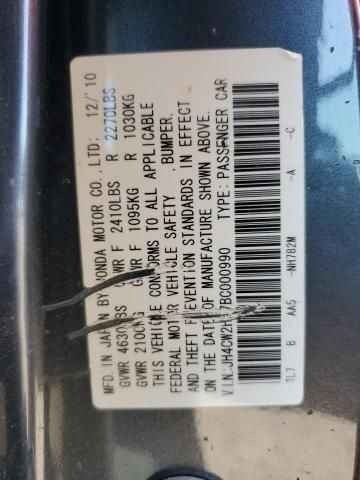 MFD. IN JAPAN BY HONDA MOTOR CO., LTD. 12/'10
GVWR 4630LBS GAWR F 2410LBS R 2270LBS
GVWR 2100KG GAWR F 1095KG R 1030KG
THIS VEHICLE CONFORMS TO ALL APPLICABLE
FEDERAL MOTOR VEHICLE SAFETY, BUMPER,
AND THEFT PREVENTION STANDARDS IN EFFECT
ON THE DATE OF MANUFACTURE SHOWN ABOVE.
V.I.N.: TYPE: PASSENGER CAR
TL7 B AA5 -NH782M -A -C